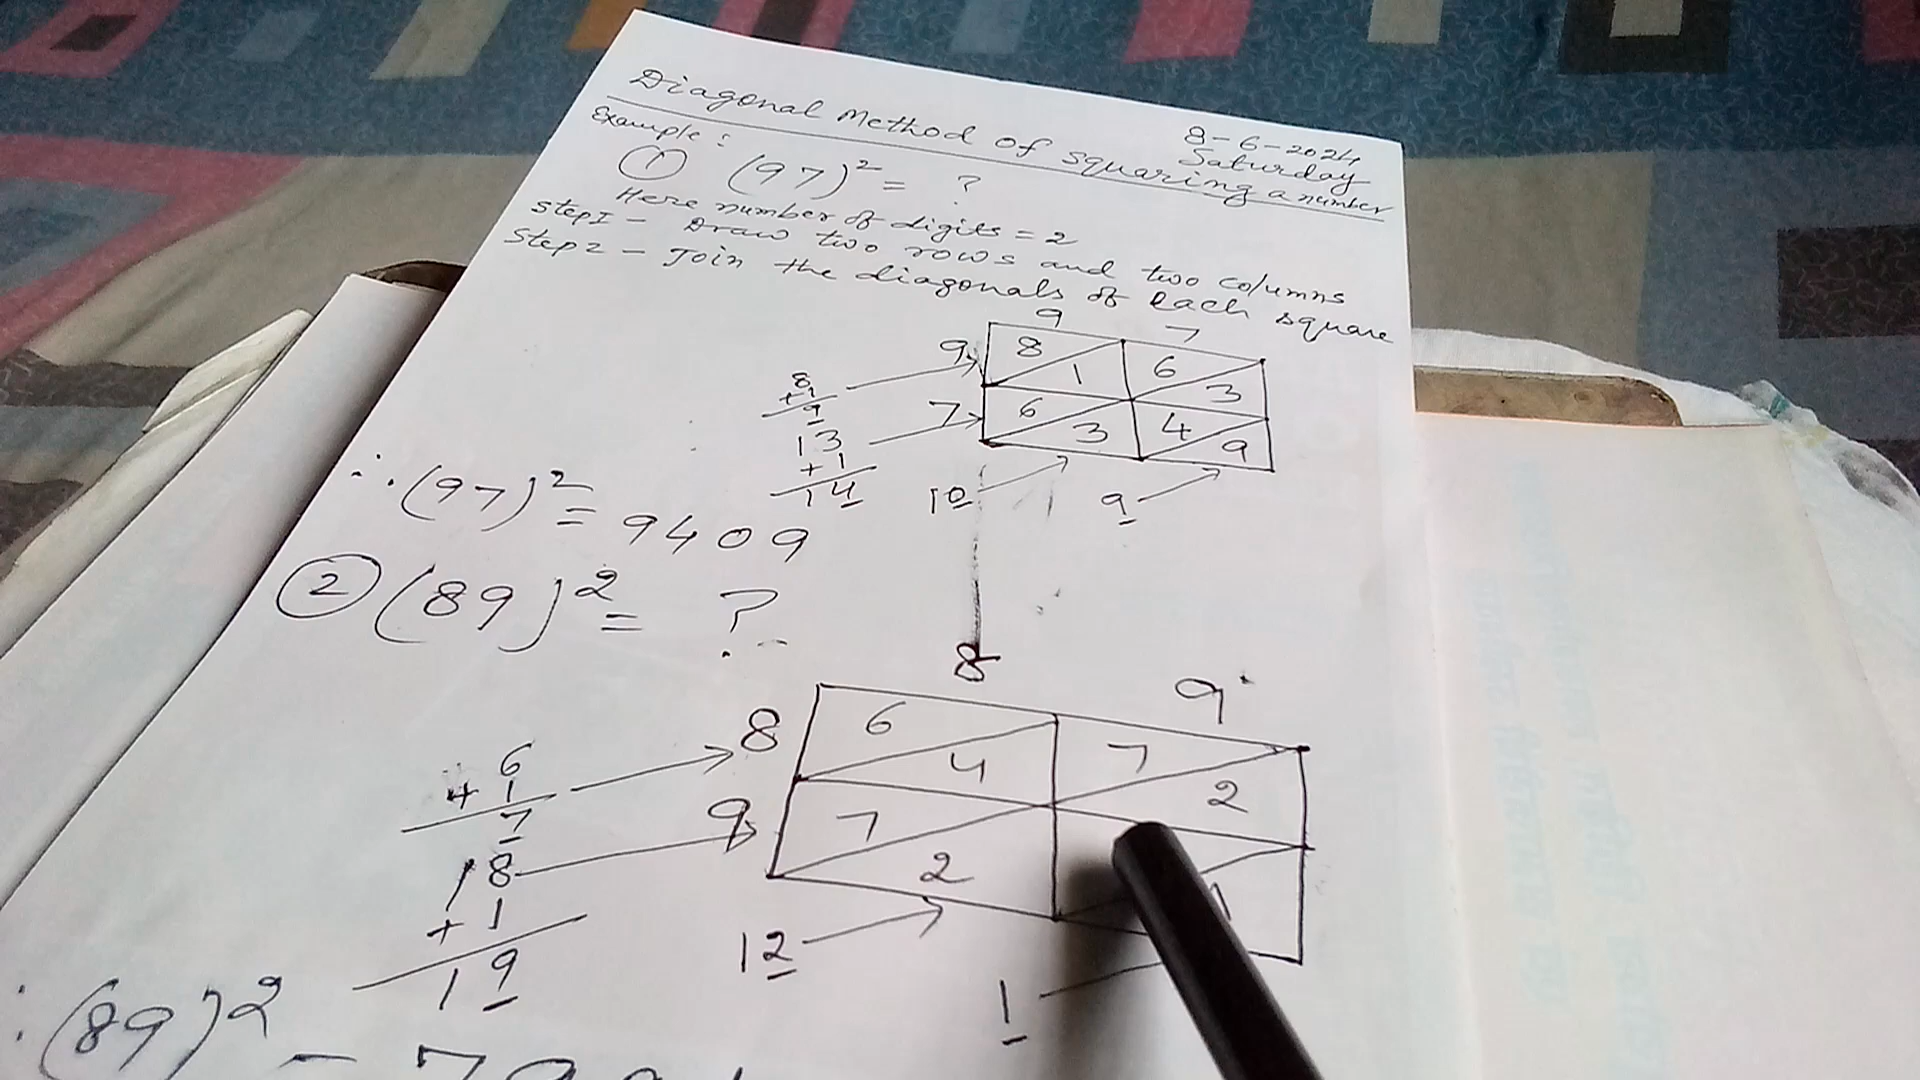 Diagonal Method of squaring a number
8-6-2024
Saturday
Example:
① (97)² = ?
Here number of digits = 2
Step I - Draw two rows and two columns
Step 2 - Join the diagonals of each square
9 7
9 8 1 6 3
7 6 3 4 9
8
+1
9
13
+1
14
10 9
∴ (97)² = 9409
② (89)² = ?
8 9
8 6 4 7 2
9 7 2 1
6
+1
7
18
+1
19
12
1
∴ (89)² = 7921